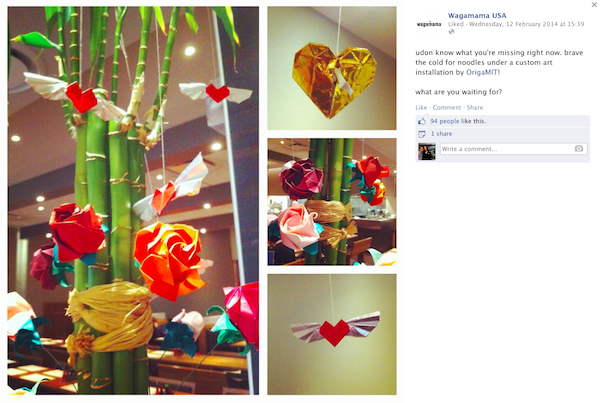 Wagamama USA
wagamama
Liked · Wednesday, 12 February 2014 at 15:39
udon know what you're missing right now. brave
the cold for noodles under a custom art
installation by OrigaMIT!
what are you waiting for?
Like · Comment · Share
94 people like this.
1 share
Write a comment...